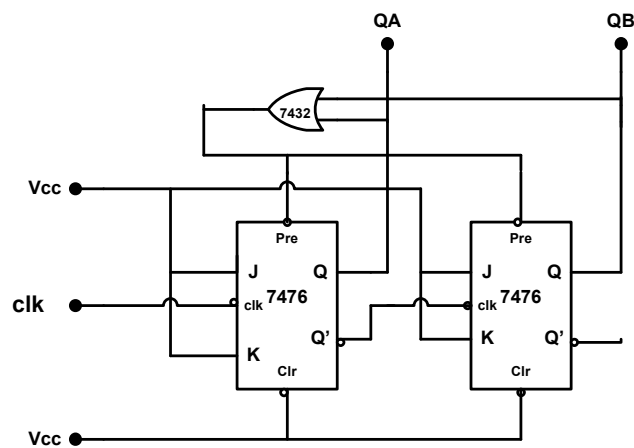 QA QB
7432
Vcc
Pre Pre
J Q J Q
clk clk 7476 clk 7476
K Q' K Q'
Clr Clr
Vcc